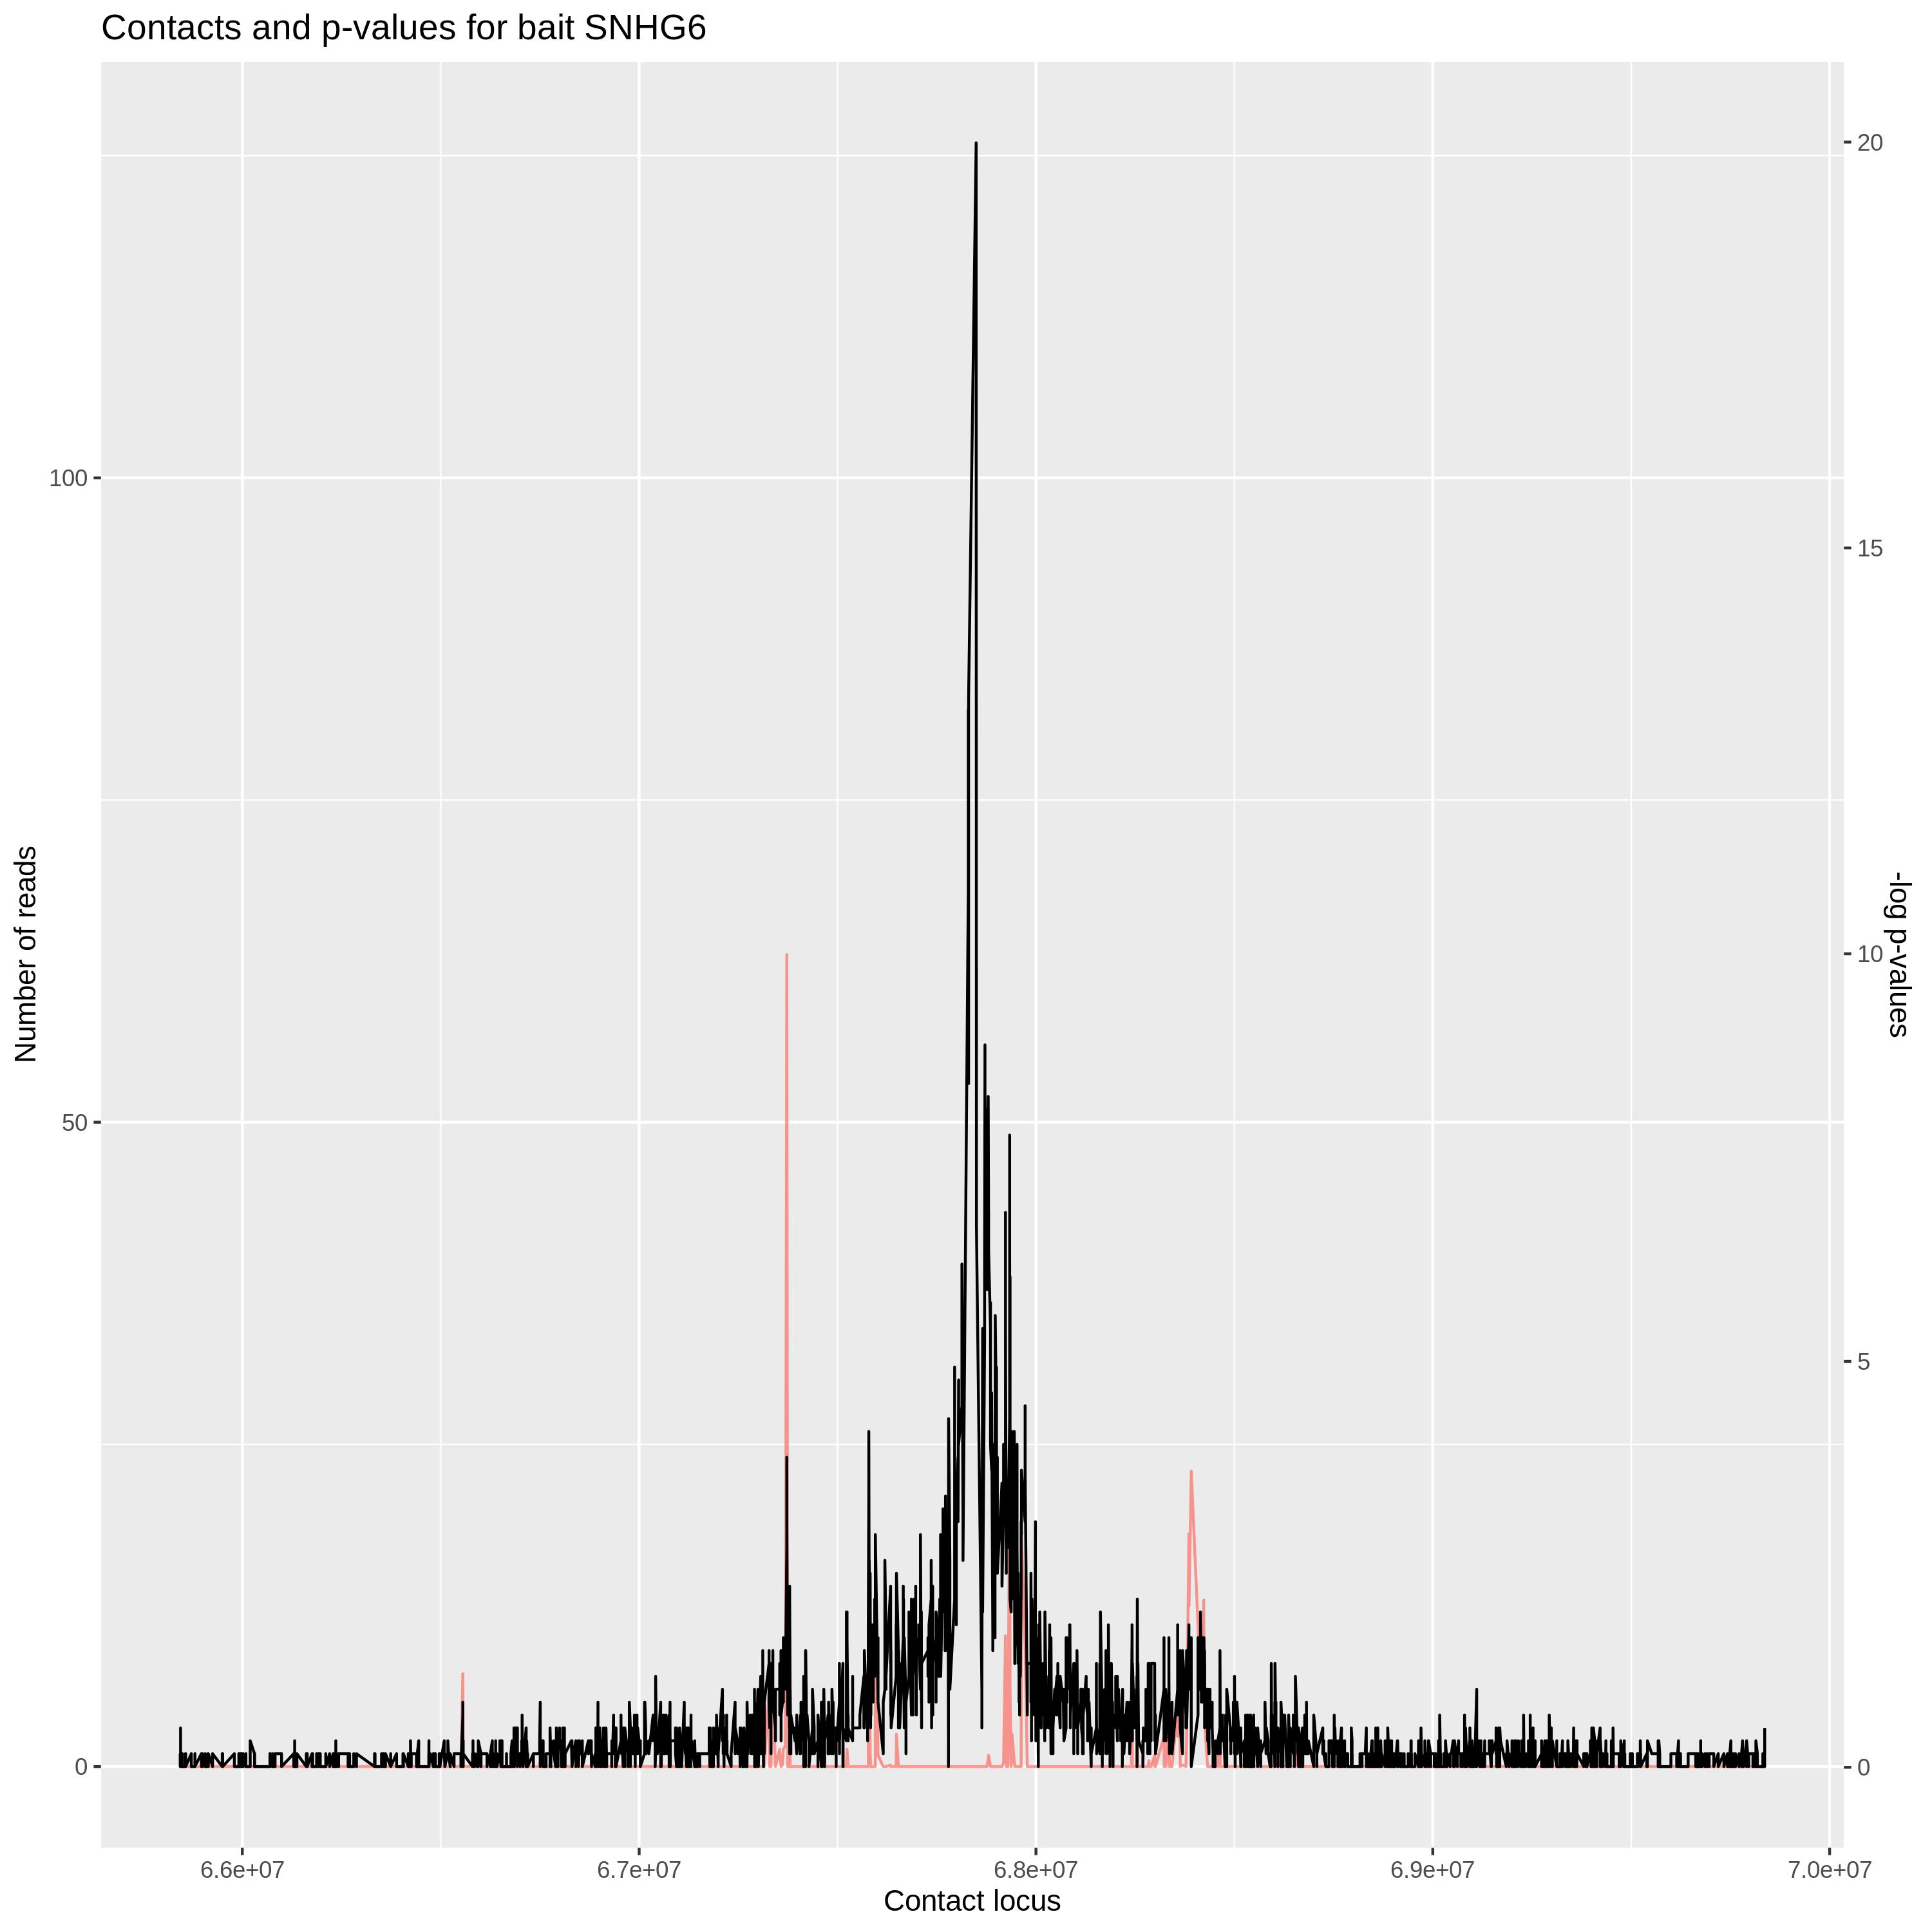 Contacts and p-values for bait SNHG6
Number of reads
100
50
0
20
15
10
5
0
-log p-values
6.6e+07
6.7e+07
6.8e+07
6.9e+07
7.0e+07
Contact locus